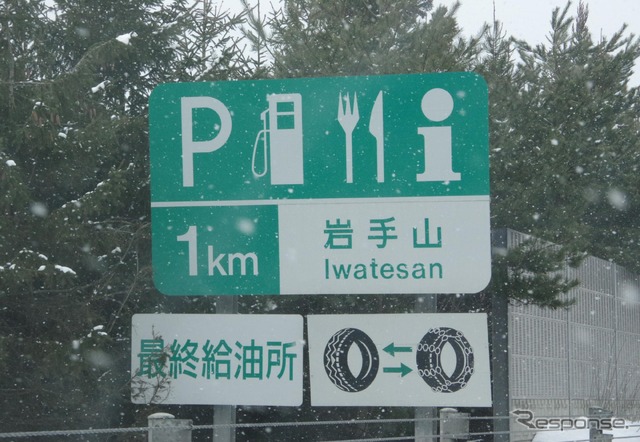 P i
1km
岩手山
Iwatesan
最終給油所
Response.